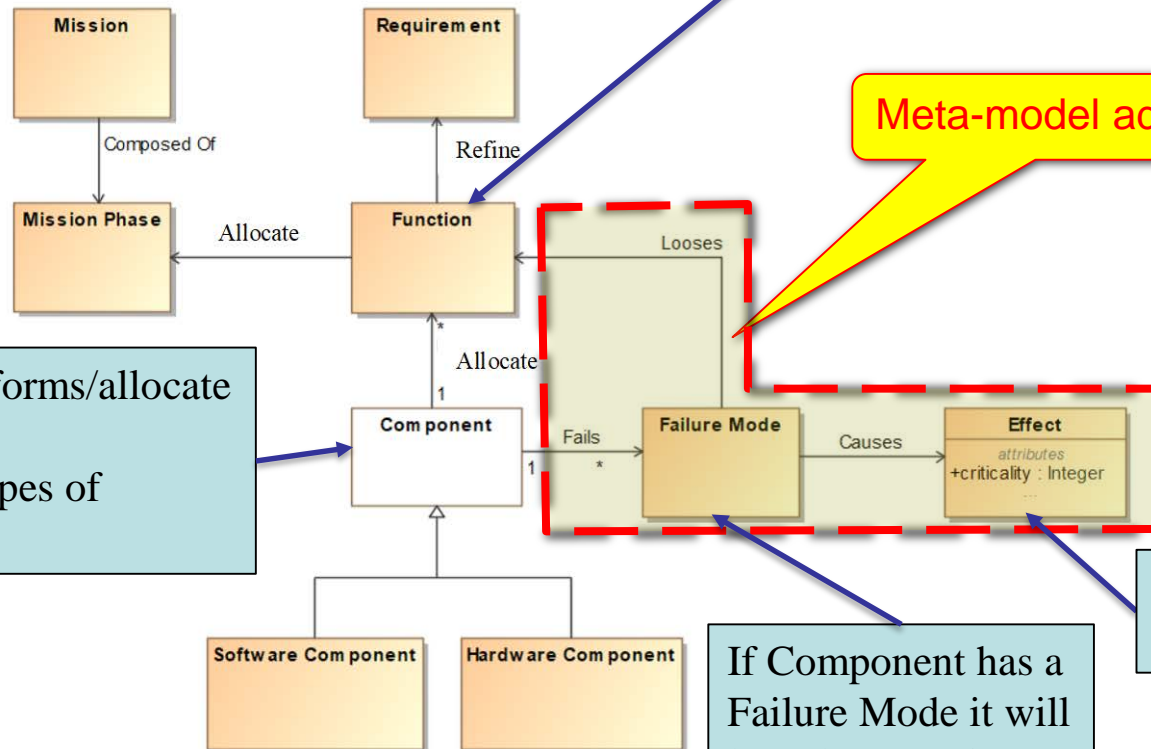 Mission
Requirement
Composed Of
Refine
Meta-model
Mission Phase
Allocate
Function
Looses
*
Allocate
1
forms/allocate
pes of
Component
Fails
1
*
Failure Mode
Causes
Effect
attributes
+criticality : Integer
...
Software Component
Hardware Component
If Component has a
Failure Mode it will